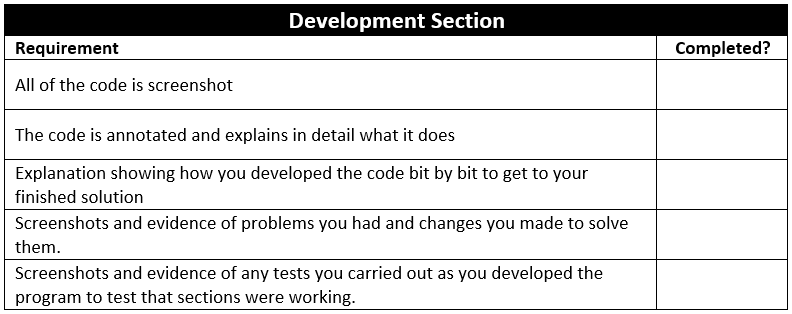 Development Section
Requirement Completed?
All of the code is screenshot
The code is annotated and explains in detail what it does
Explanation showing how you developed the code bit by bit to get to your
finished solution
Screenshots and evidence of problems you had and changes you made to solve
them.
Screenshots and evidence of any tests you carried out as you developed the
program to test that sections were working.